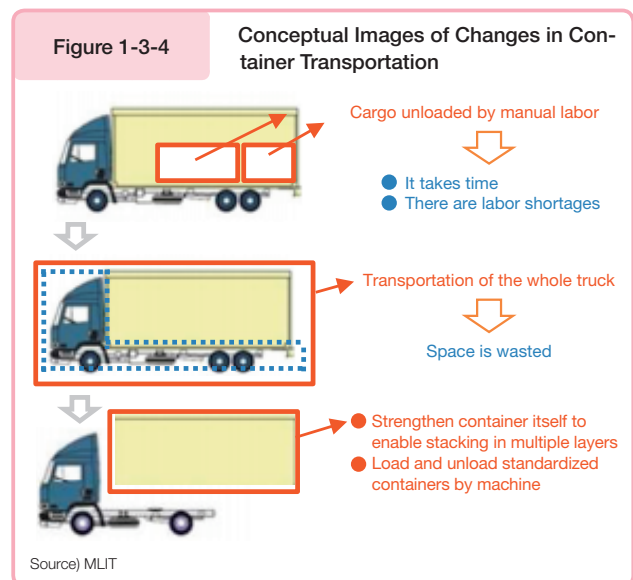 Figure 1-3-4
Conceptual Images of Changes in Con-
tainer Transportation
Cargo unloaded by manual labor
● It takes time
● There are labor shortages
Transportation of the whole truck
Space is wasted
● Strengthen container itself to
enable stacking in multiple layers
● Load and unload standardized
containers by machine
Source) MLIT